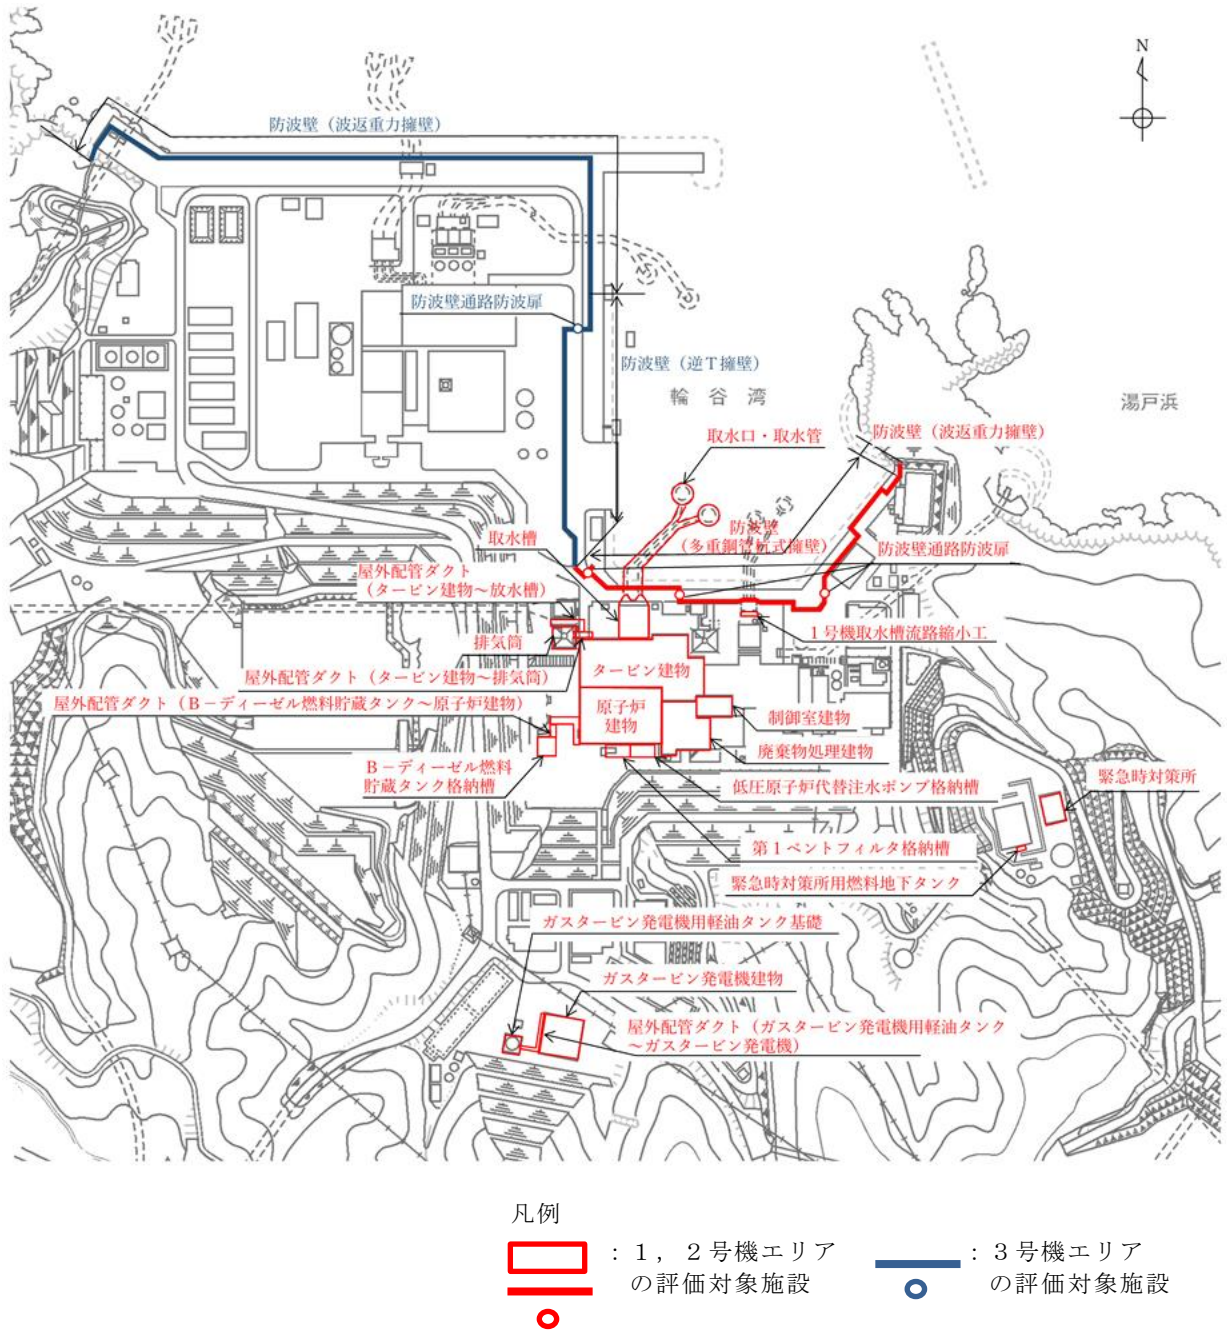 N
防波壁（波返重力擁壁）
防波壁通路防波扉
防波壁（逆T擁壁）
輪谷湾
湯戸浜
取水口・取水管
防波壁（波返重力擁壁）
防波壁
（多重鋼管杭式擁壁）
取水槽
防波壁通路防波扉
屋外配管ダクト
（タービン建物～放水槽）
1号機取水槽流路縮小工
排気筒
タービン建物
屋外配管ダクト（タービン建物～排気筒）
屋外配管ダクト（B－ディーゼル燃料貯蔵タンク～原子炉建物）
原子炉
建物
制御室建物
廃棄物処理建物
B－ディーゼル燃料
貯蔵タンク格納槽
緊急時対策所
低圧原子炉代替注水ポンプ格納槽
第1ベントフィルタ格納槽
緊急時対策所用燃料地下タンク
ガスタービン発電機用軽油タンク基礎
ガスタービン発電機建物
屋外配管ダクト（ガスタービン発電機用軽油タンク
～ガスタービン発電機）
凡例
：１，２号機エリア
の評価対象施設
：３号機エリア
の評価対象施設